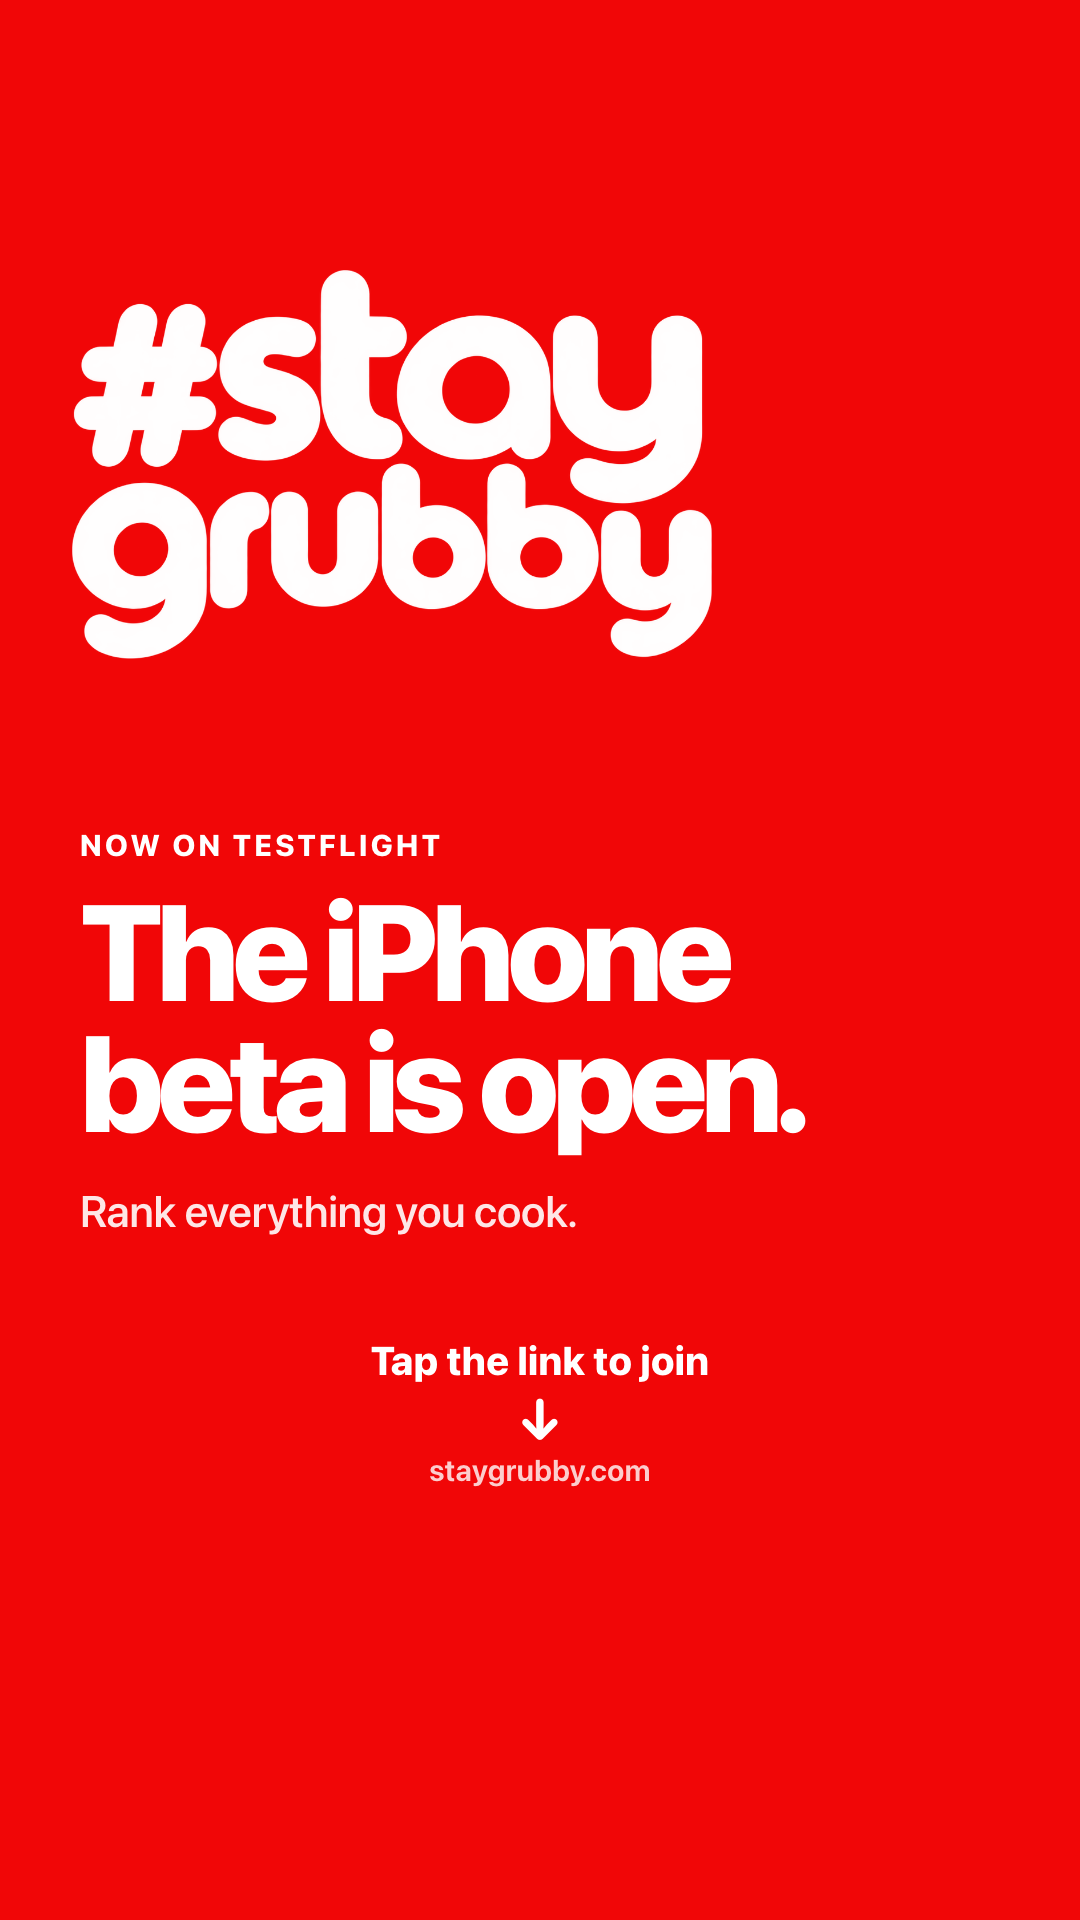 #stay
grubby
NOW ON TESTFLIGHT
The iPhone
beta is open.
Rank everything you cook.
Tap the link to join
staygrubby.com